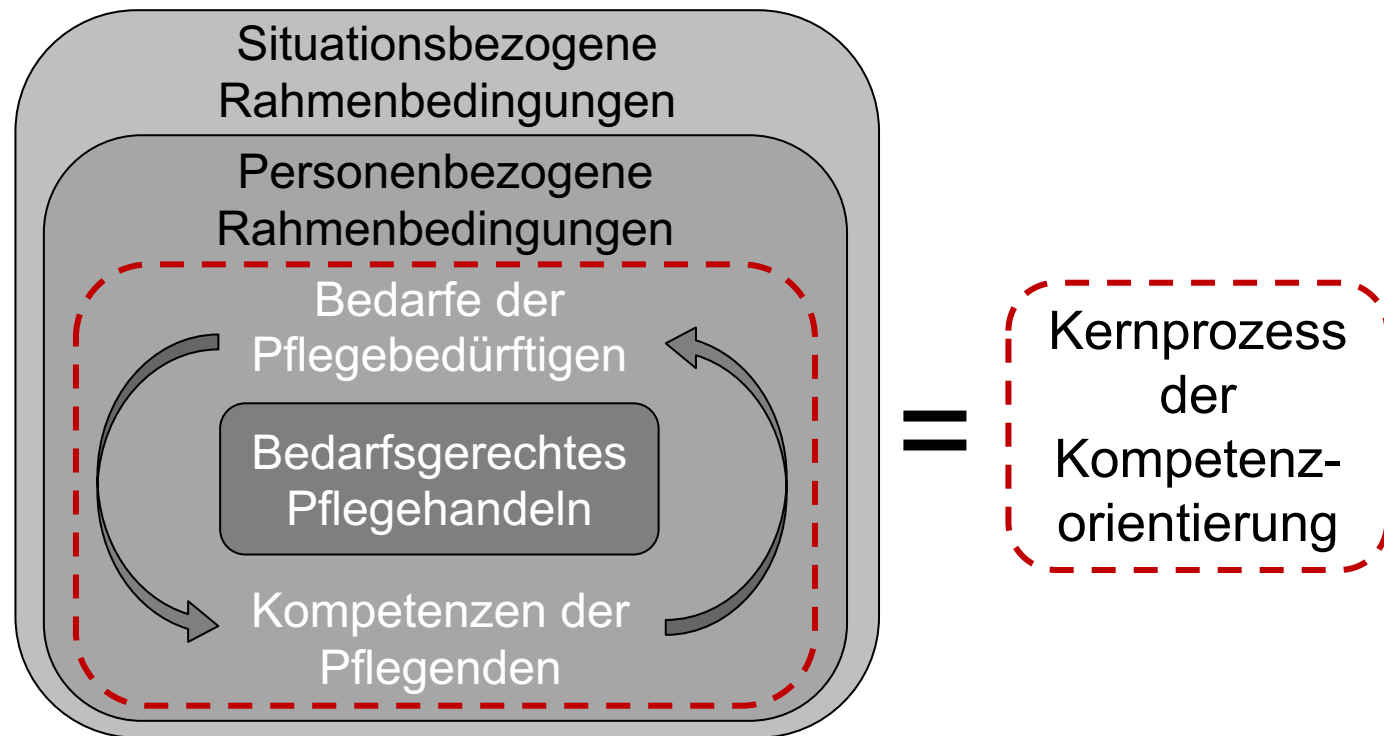 Situationsbezogene
Rahmenbedingungen
Personenbezogene
Rahmenbedingungen
Bedarfe der
Pflegebedürftigen
Bedarfsgerechtes
Pflegehandeln
Kompetenzen der
Pflegenden
=
Kernprozess
der
Kompetenz-
orientierung